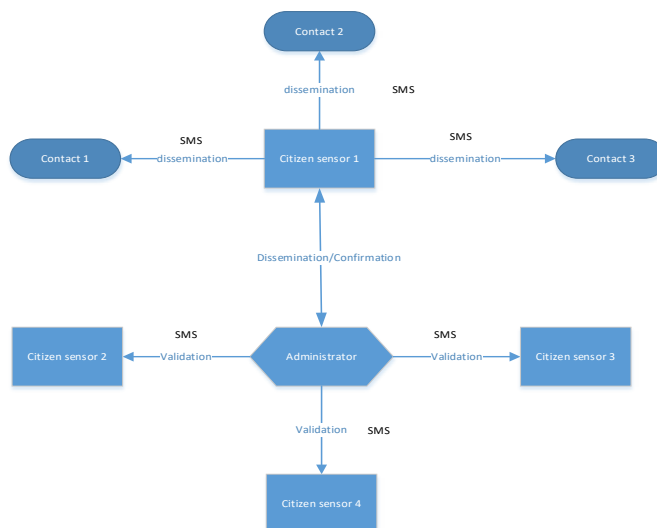 Contact 2
dissemination SMS
SMS SMS
Contact 1 dissemination Citizen sensor 1 dissemination Contact 3
Dissemination/Confirmation
SMS SMS
Citizen sensor 2 Validation Administrator Validation Citizen sensor 3
Validation SMS
Citizen sensor 4